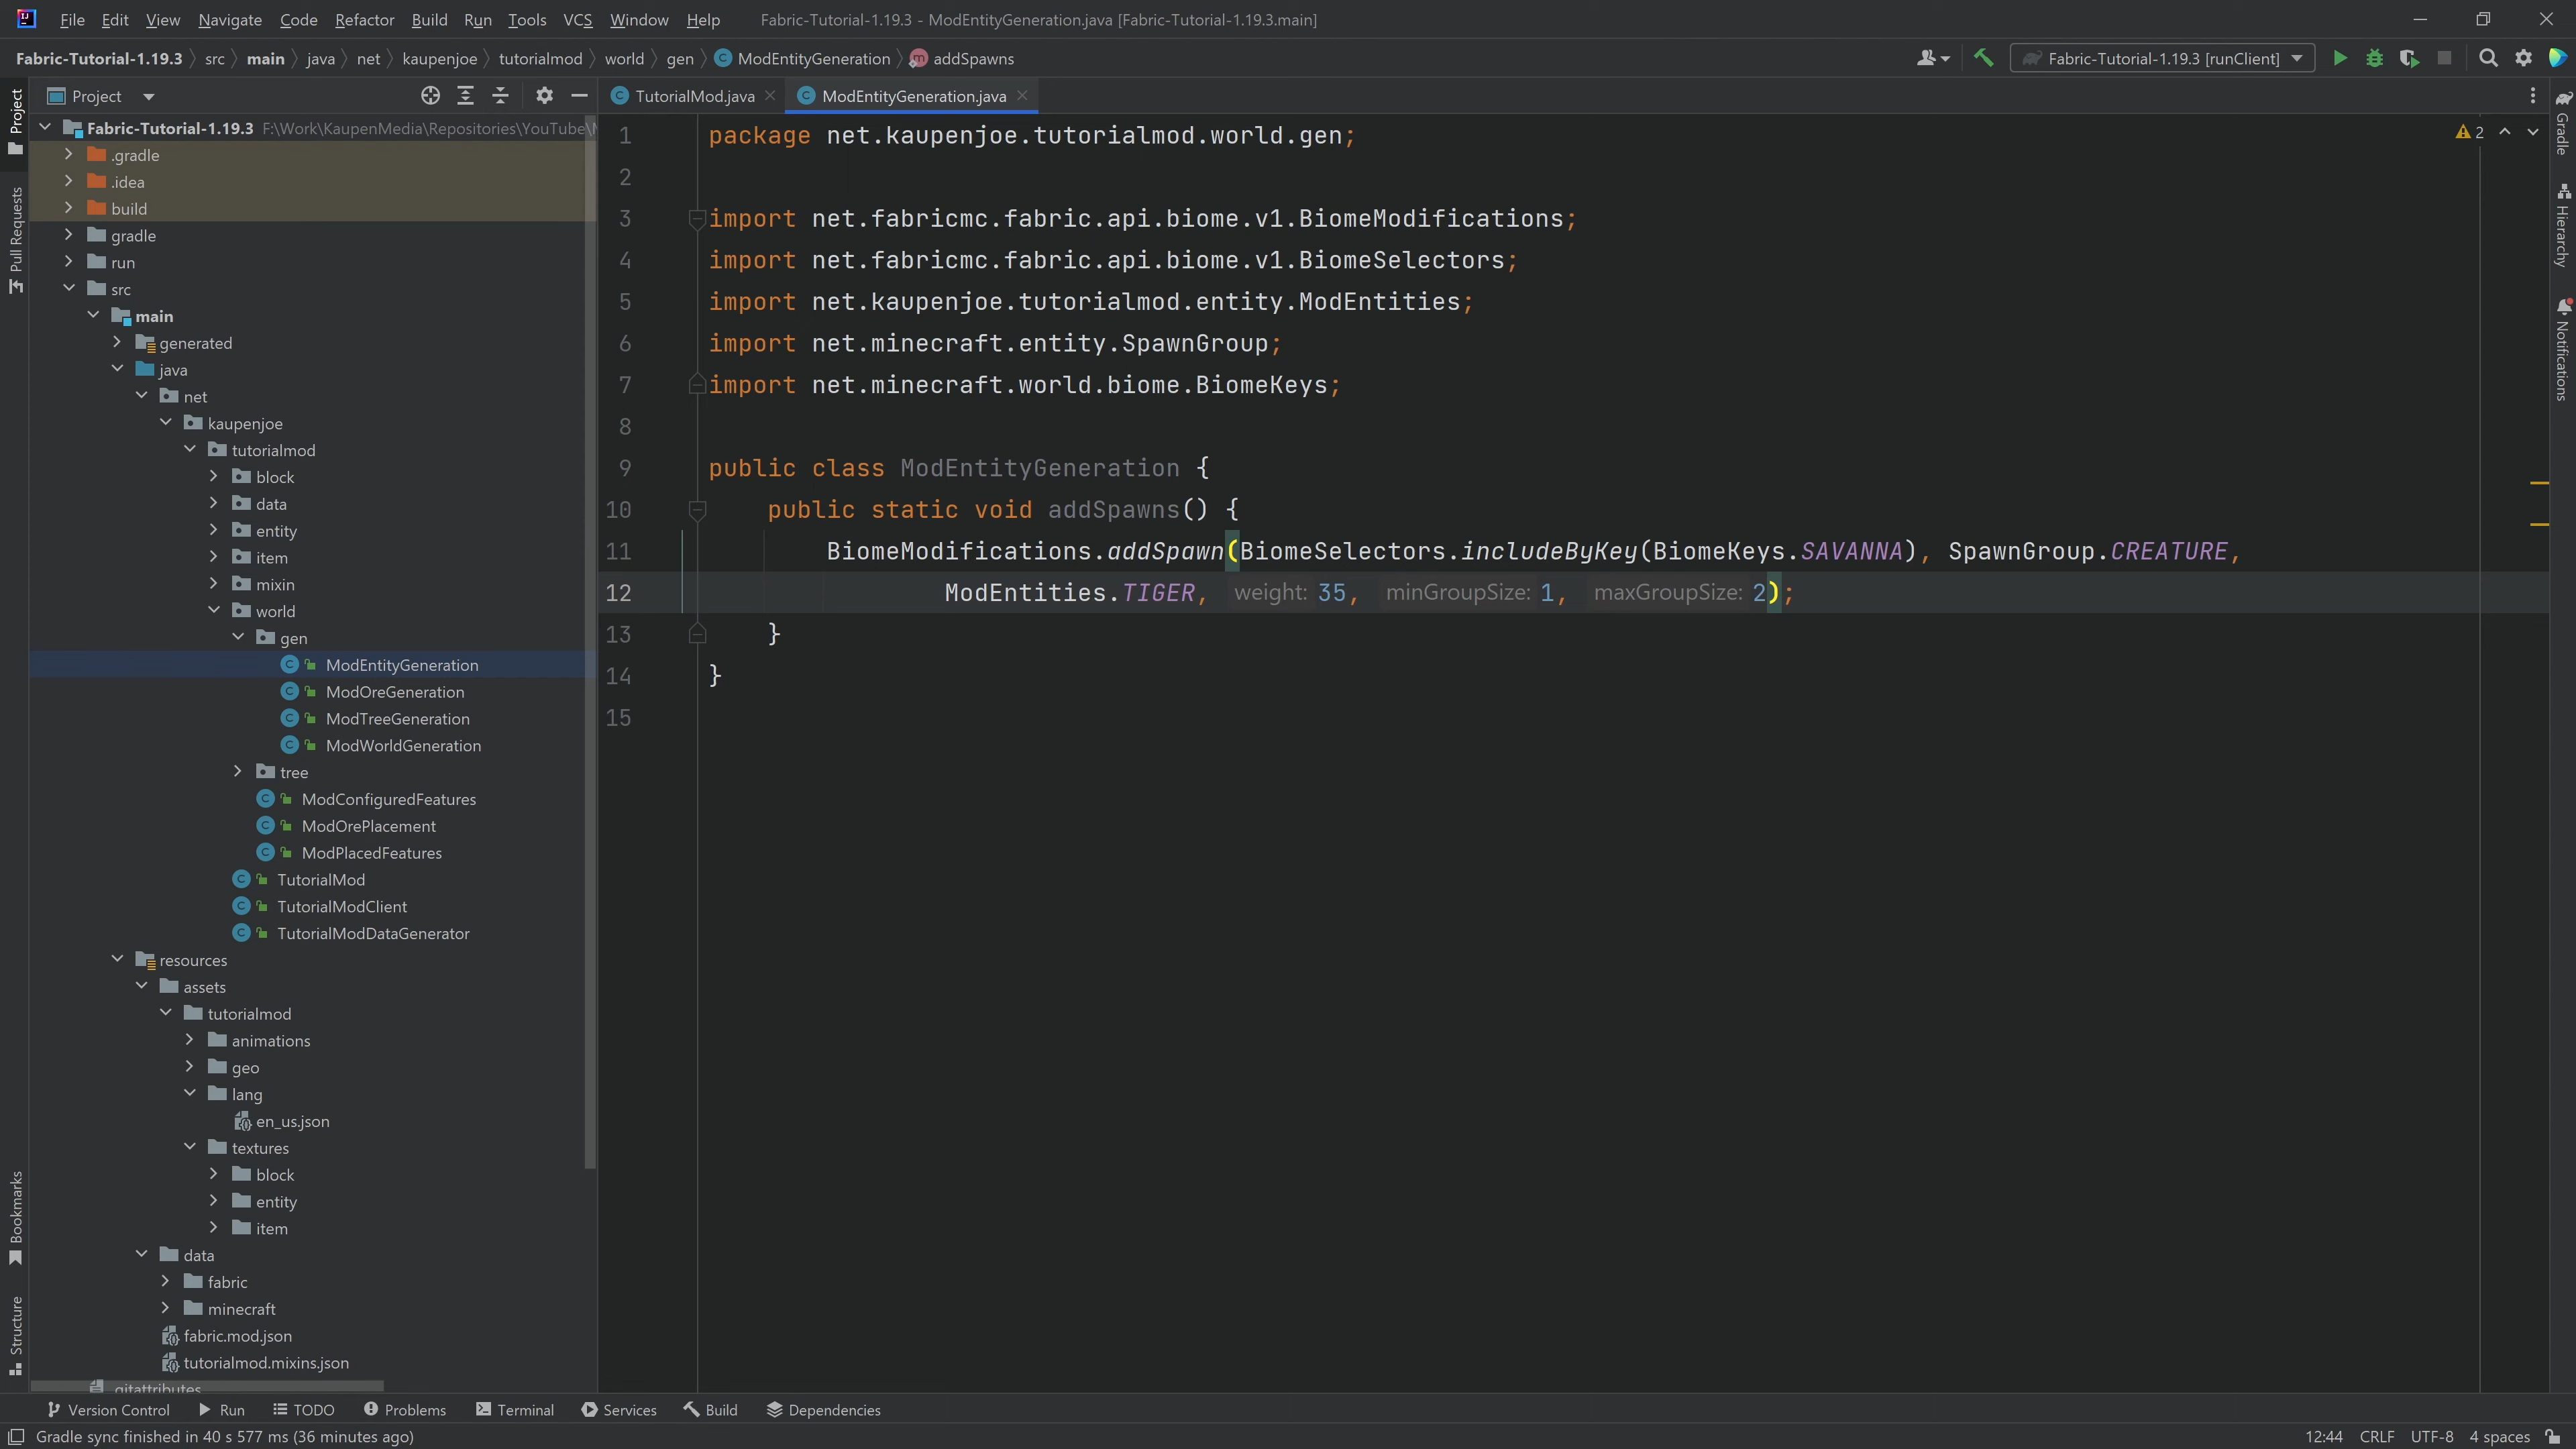 File Edit View Navigate Code Refactor Build Run Tools VCS Window Help Fabric-Tutorial-1.19.3 - ModEntityGeneration.java [Fabric-Tutorial-1.19.3.main]
Fabric-Tutorial-1.19.3 src main java net kaupenjoe tutorialmod world gen ModEntityGeneration addSpawns Fabric-Tutorial-1.19.3 [runClient]
Project
TutorialMod.java ModEntityGeneration.java
Project
Pull Requests
Bookmarks
Structure
Fabric-Tutorial-1.19.3 F:\Work\KaupenMedia\Repositories\YouTube\
.gradle
.idea
build
gradle
run
src
main
generated
java
net
kaupenjoe
tutorialmod
block
data
entity
item
mixin
world
gen
ModEntityGeneration
ModOreGeneration
ModTreeGeneration
ModWorldGeneration
tree
ModConfiguredFeatures
ModOrePlacement
ModPlacedFeatures
TutorialMod
TutorialModClient
TutorialModDataGenerator
resources
assets
tutorialmod
animations
geo
lang
en_us.json
textures
block
entity
item
data
fabric
minecraft
fabric.mod.json
tutorialmod.mixins.json
.gitattributes
1 package net.kaupenjoe.tutorialmod.world.gen;
2
3 import net.fabricmc.fabric.api.biome.v1.BiomeModifications;
4 import net.fabricmc.fabric.api.biome.v1.BiomeSelectors;
5 import net.kaupenjoe.tutorialmod.entity.ModEntities;
6 import net.minecraft.entity.SpawnGroup;
7 import net.minecraft.world.biome.BiomeKeys;
8
9 public class ModEntityGeneration {
10 public static void addSpawns() {
11 BiomeModifications.addSpawn(BiomeSelectors.includeByKey(BiomeKeys.SAVANNA), SpawnGroup.CREATURE,
12 ModEntities.TIGER, weight: 35, minGroupSize: 1, maxGroupSize: 2);
13 }
14 }
15
2
Gradle
Hierarchy
Notifications
Version Control Run TODO Problems Terminal Services Build Dependencies
Gradle sync finished in 40 s 577 ms (36 minutes ago) 12:44 CRLF UTF-8 4 spaces